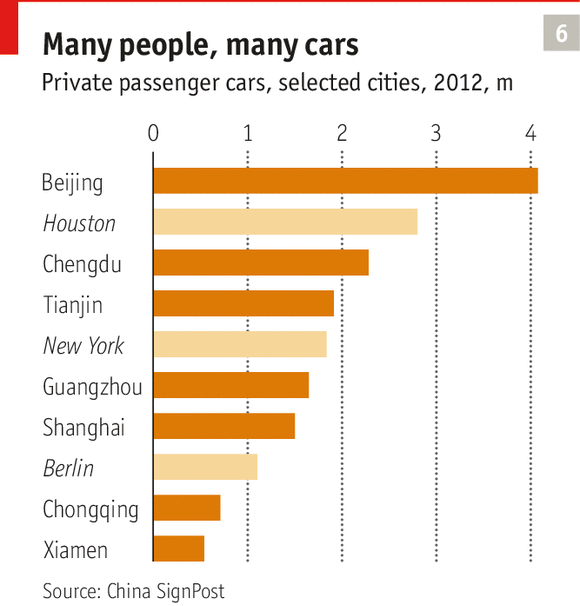 6
Many people, many cars
Private passenger cars, selected cities, 2012, m
0 1 2 3 4
Beijing
Houston
Chengdu
Tianjin
New York
Guangzhou
Shanghai
Berlin
Chongqing
Xiamen
Source: China SignPost